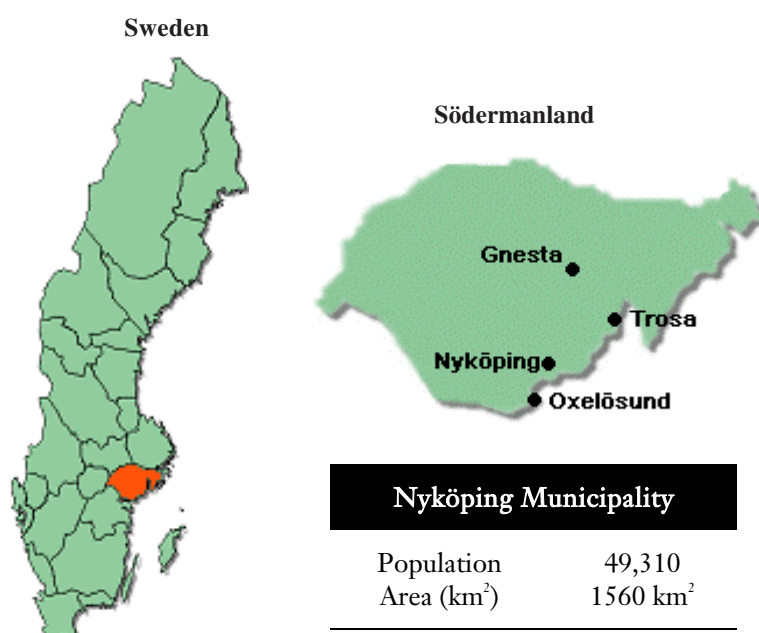 Sweden
Södermanland
Gnesta
Trosa
Nyköping
Oxelösund
Nyköping Municipality
Population 49,310
Area (km²) 1560 km²